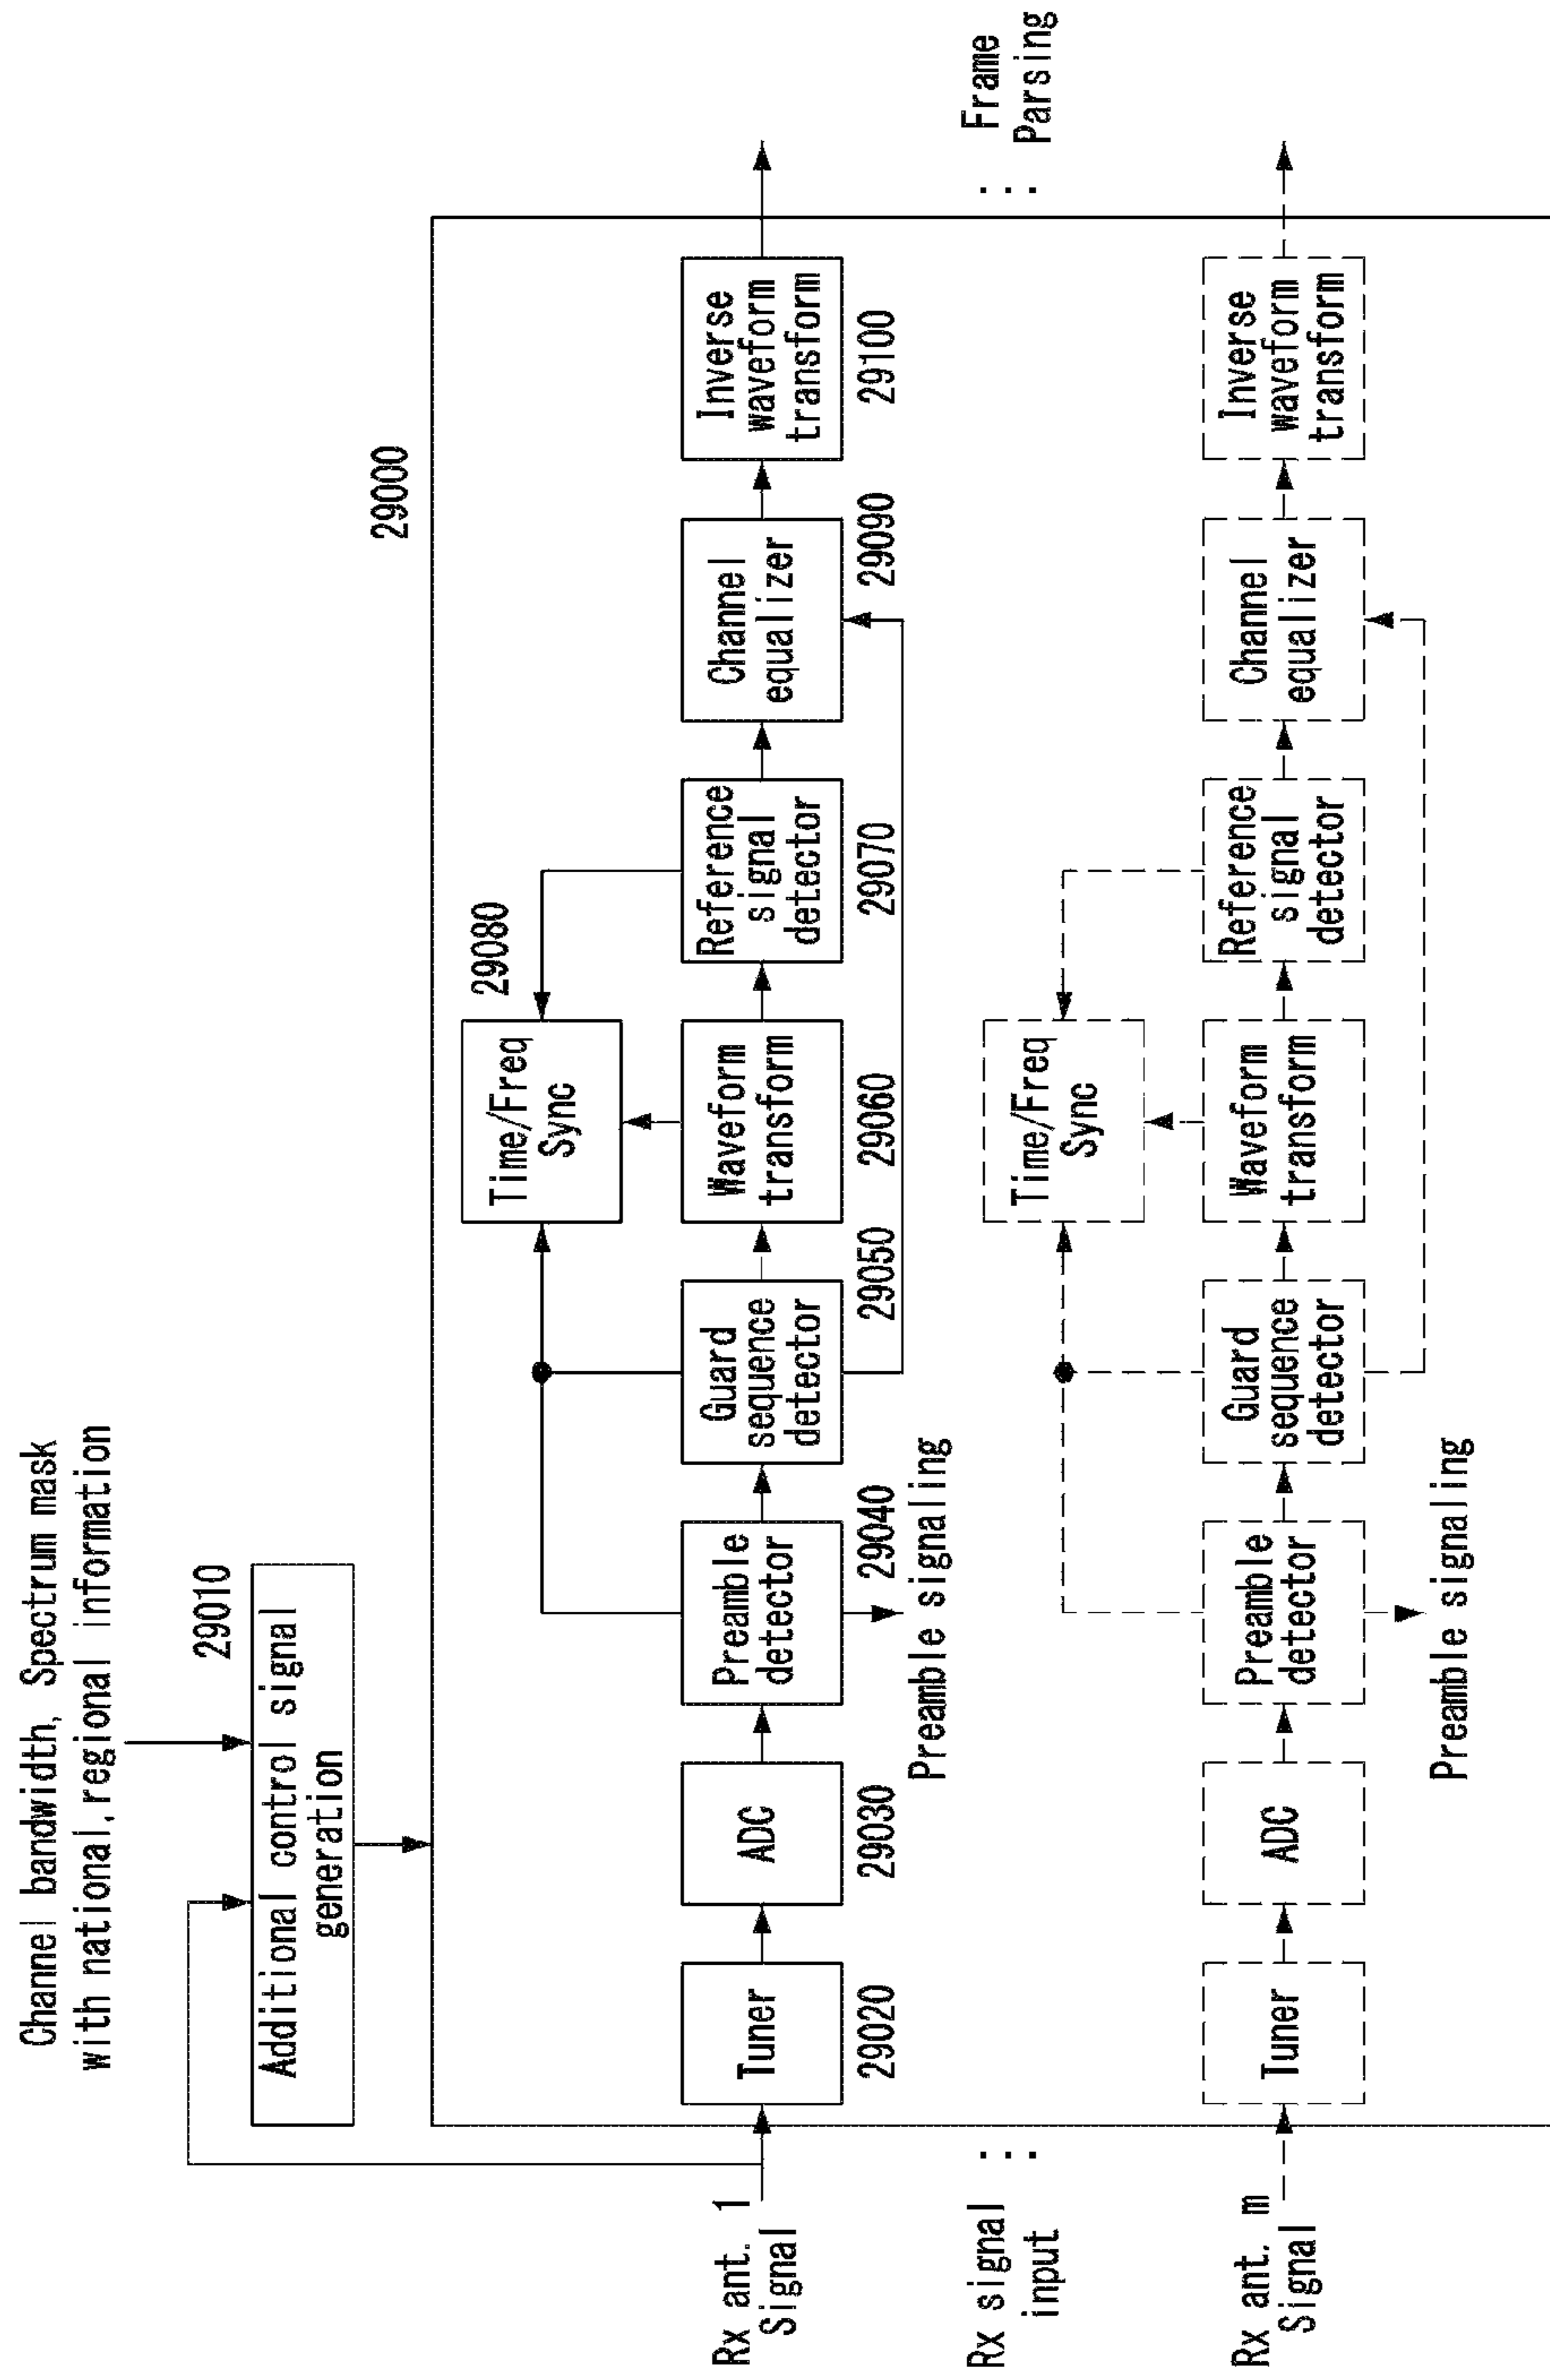 Channel bandwidth, Spectrum mask
with national,regional information
29010
Additional control signal
generation
29000
29080
Time/Freq
Sync
Rx ant. 1
Signal
Tuner
ADC
Preamble
detector
Guard
sequence
detector
Waveform
transform
Reference
signal
detector
Channel
equalizer
Inverse
waveform
transform
29020
29030
29040
29050
29060
29070
29090
29100
Preamble signaling
Rx signal
input
Frame
Parsing
Time/Freq
Sync
Rx ant. m
Signal
Tuner
ADC
Preamble
detector
Guard
sequence
detector
Waveform
transform
Reference
signal
detector
Channel
equalizer
Inverse
waveform
transform
Preamble signaling